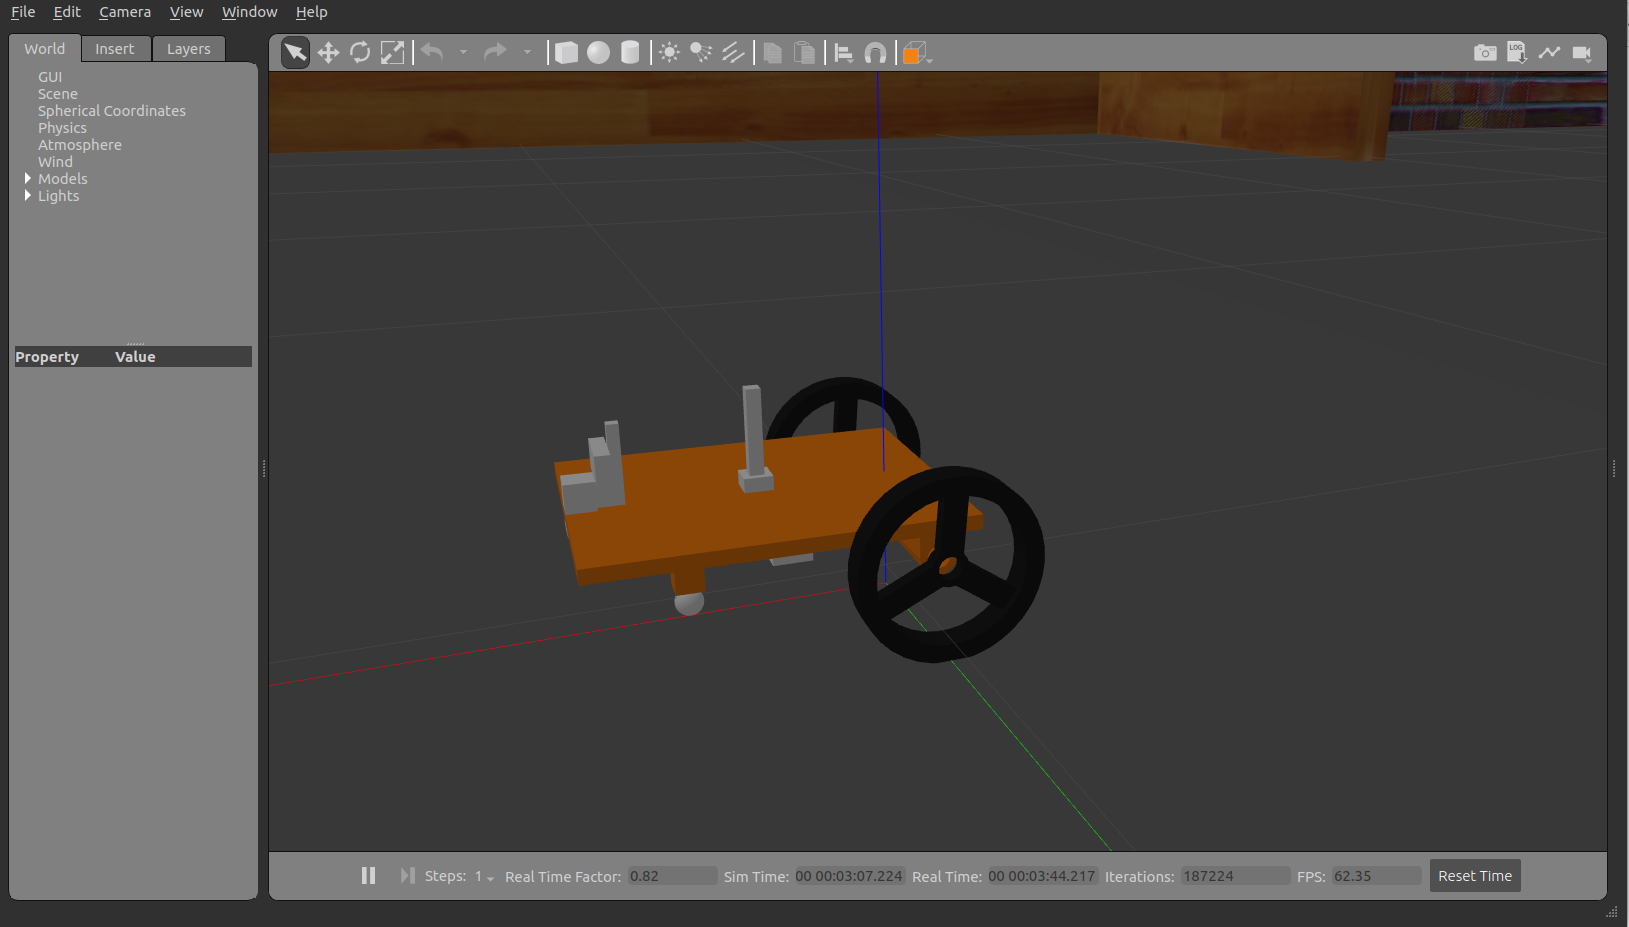 File Edit Camera View Window Help
World Insert Layers
LOG
GUI
Scene
Spherical Coordinates
Physics
Atmosphere
Wind
Models
Lights
Property Value
Steps: 1 Real Time Factor: 0.82 Sim Time: 00 00:03:07.224 Real Time: 00 00:03:44.217 Iterations: 187224 FPS: 62.35 Reset Time